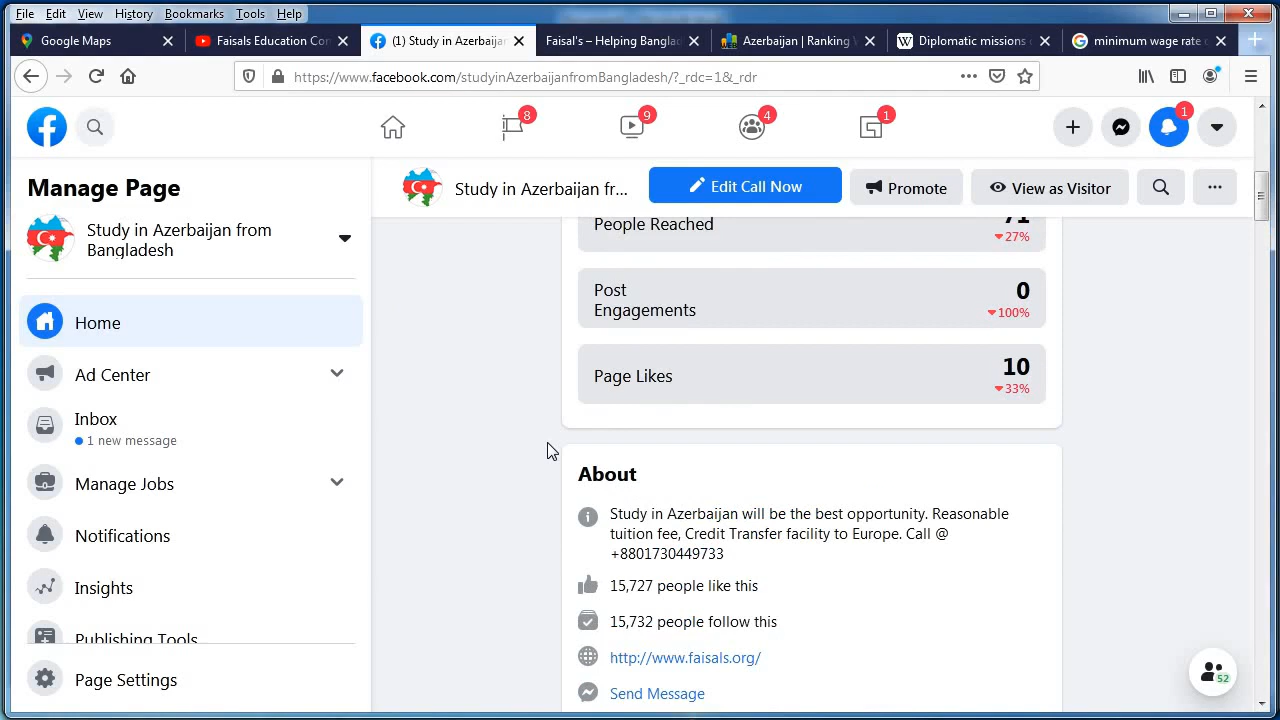 File Edit View History Bookmarks Tools Help
Google Maps
Faisals Education Con
(1) Study in Azerbaijan
Faisal's – Helping Banglad
Azerbaijan | Ranking
Diplomatic missions
minimum wage rate
https://www.facebook.com/studyinAzerbaijanfromBangladesh/?_rdc=1&_rdr
8
9
4
1
1
Manage Page
Study in Azerbaijan from
Bangladesh
Home
Ad Center
Inbox
1 new message
Manage Jobs
Notifications
Insights
Publishing Tools
Page Settings
Study in Azerbaijan fr...
Edit Call Now
Promote
View as Visitor
People Reached
71
27%
Post
Engagements
0
100%
Page Likes
10
33%
About
Study in Azerbaijan will be the best opportunity. Reasonable
tuition fee, Credit Transfer facility to Europe. Call @
+8801730449733
15,727 people like this
15,732 people follow this
http://www.faisals.org/
Send Message
52